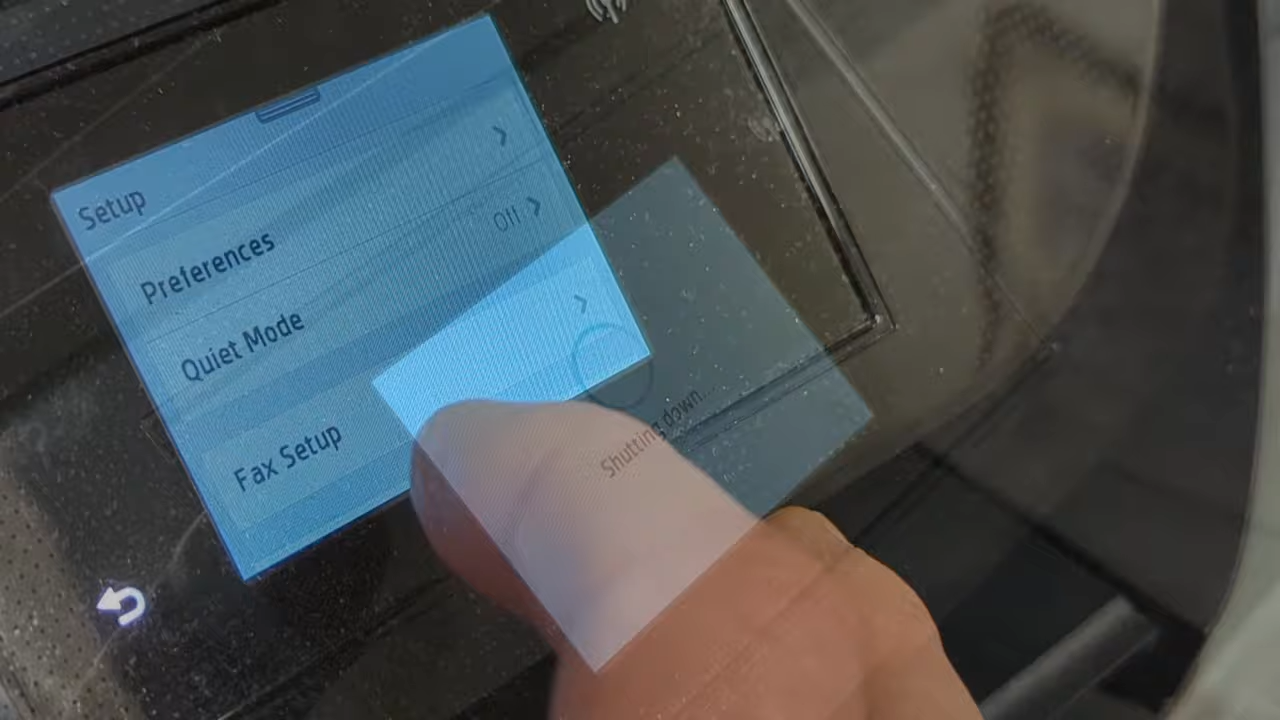 Setup
Preferences
Quiet Mode
Off
Fax Setup
Shutting down...